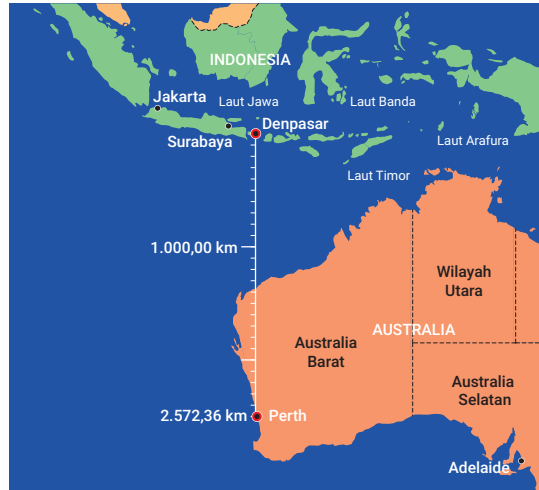 INDONESIA
Jakarta
Laut Jawa
Laut Banda
Denpasar
Surabaya
Laut Arafura
Laut Timor
1.000,00 km
Wilayah
Utara
AUSTRALIA
Australia
Barat
Australia
Selatan
2.572,36 km
Perth
Adelaide